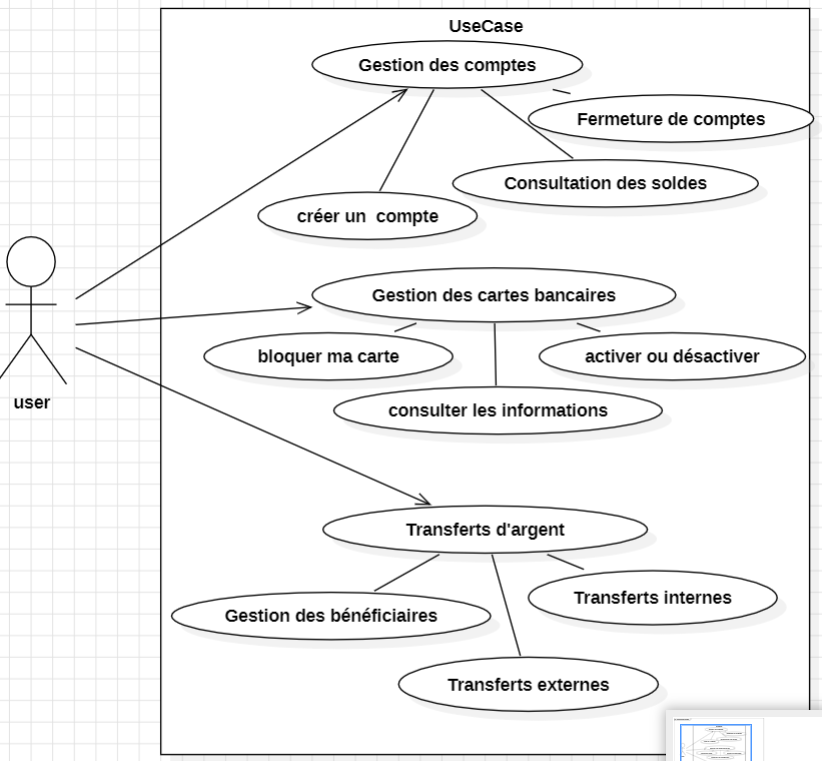 UseCase
Gestion des comptes
Fermeture de comptes
Consultation des soldes
créer un  compte
Gestion des cartes bancaires
bloquer ma carte
activer ou désactiver
consulter les informations
user
Transferts d'argent
Transferts internes
Gestion des bénéficiaires
Transferts externes